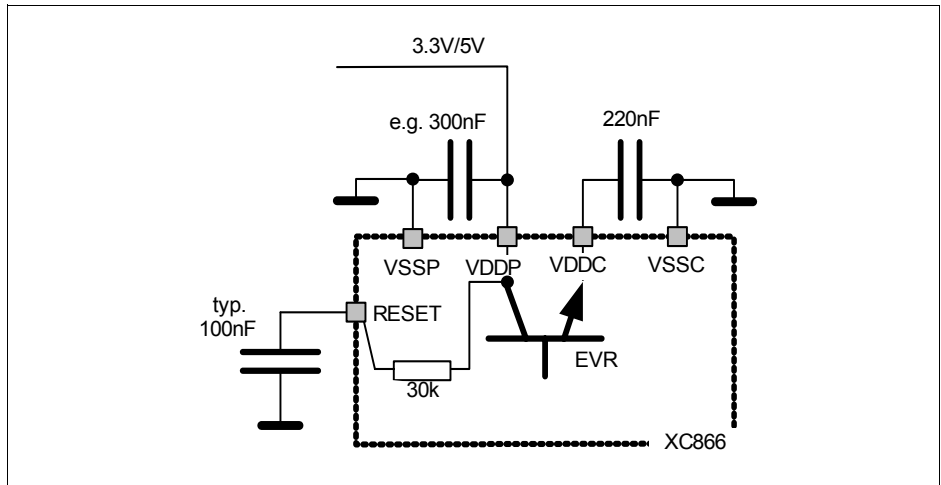 3.3V/5V
e.g. 300nF
220nF
VSSP
VDDP
VDDC
VSSC
typ.
100nF
RESET
EVR
30k
XC866